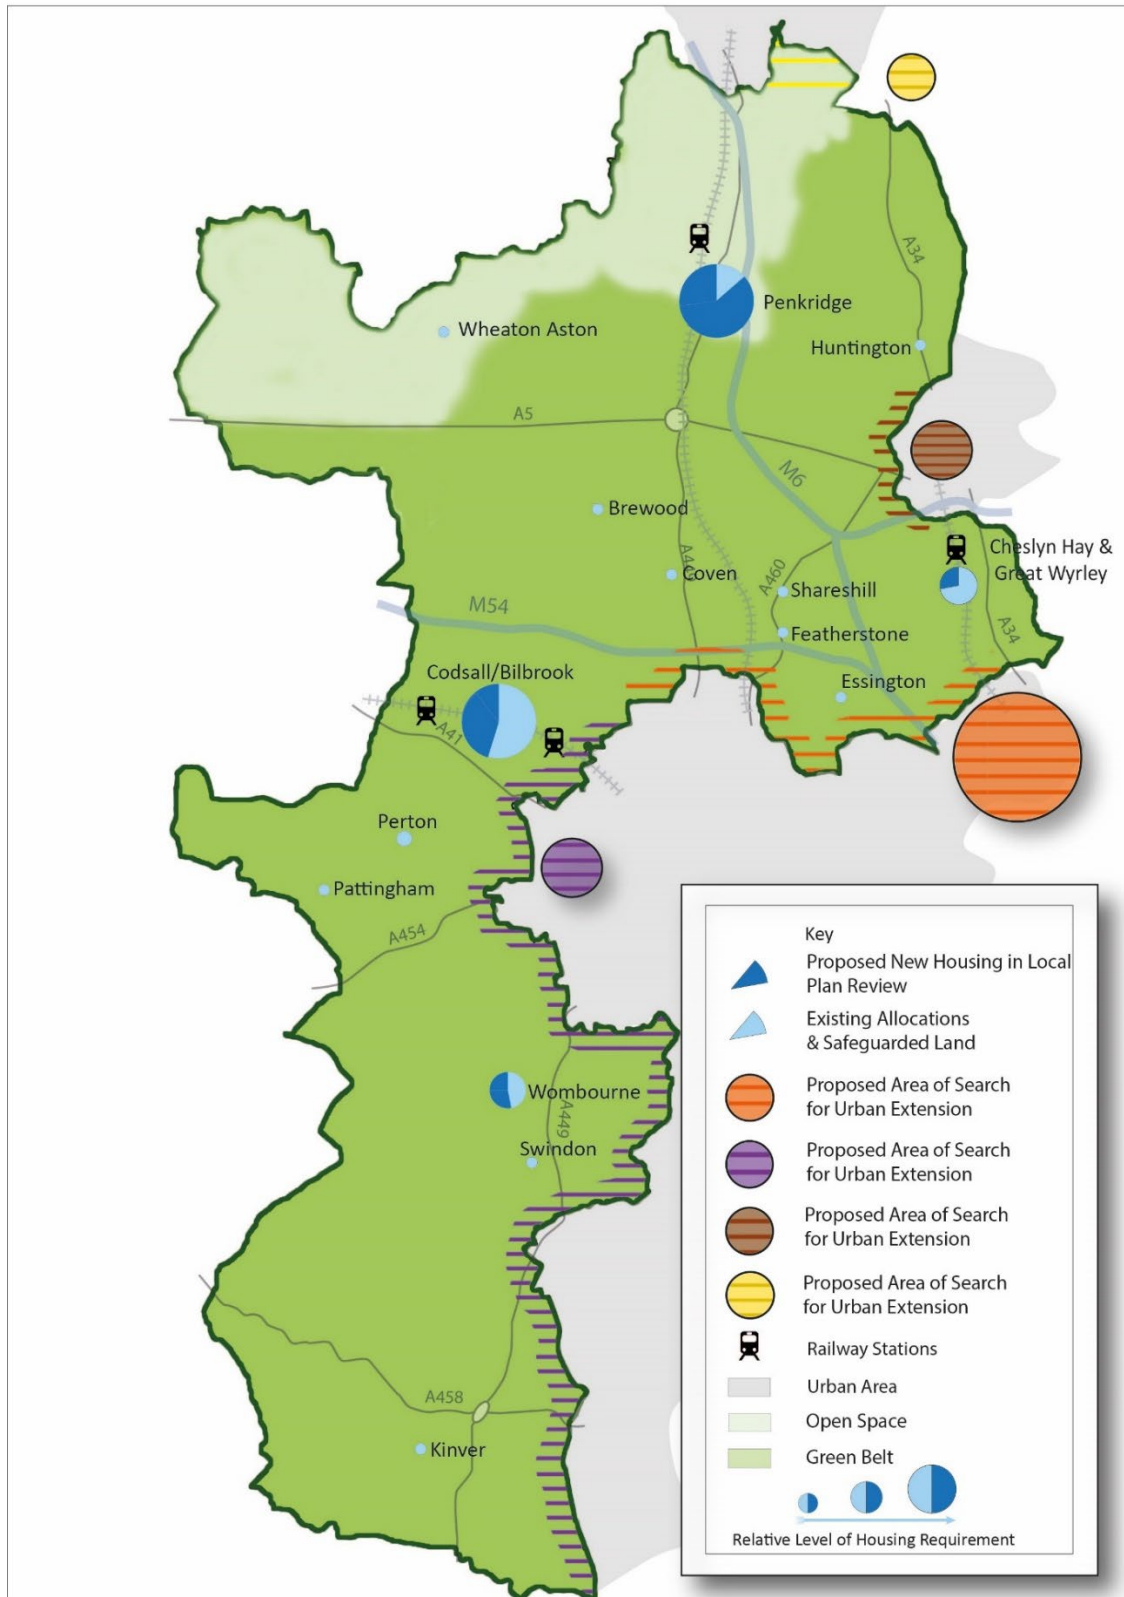 A34
Penkridge
Wheaton Aston
Huntington
A5
M6
Brewood
Cheslyn Hay &
Great Wyrley
A449
Coven
A460
Shareshill
M54
Featherstone
A34
Codsall/Bilbrook
Essington
A41
Perton
Pattingham
A454
Wombourne
A449
Swindon
A458
Kinver
Key
Proposed New Housing in Local
Plan Review
Existing Allocations
& Safeguarded Land
Proposed Area of Search
for Urban Extension
Proposed Area of Search
for Urban Extension
Proposed Area of Search
for Urban Extension
Proposed Area of Search
for Urban Extension
Railway Stations
Urban Area
Open Space
Green Belt
Relative Level of Housing Requirement